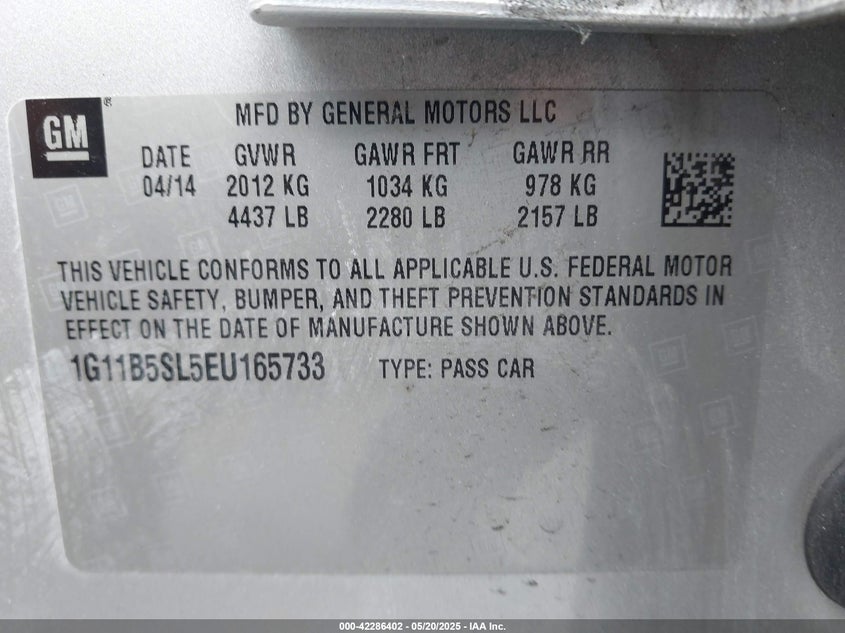 GM
®
MFD BY GENERAL MOTORS LLC
DATE GVWR GAWR FRT GAWR RR
04/14 2012 KG 1034 KG 978 KG
4437 LB 2280 LB 2157 LB
THIS VEHICLE CONFORMS TO ALL APPLICABLE U.S. FEDERAL MOTOR
VEHICLE SAFETY, BUMPER, AND THEFT PREVENTION STANDARDS IN
EFFECT ON THE DATE OF MANUFACTURE SHOWN ABOVE.
1G11B5SL5EU165733 TYPE: PASS CAR
000-42286402 — 05/20/2025 — IAA Inc.